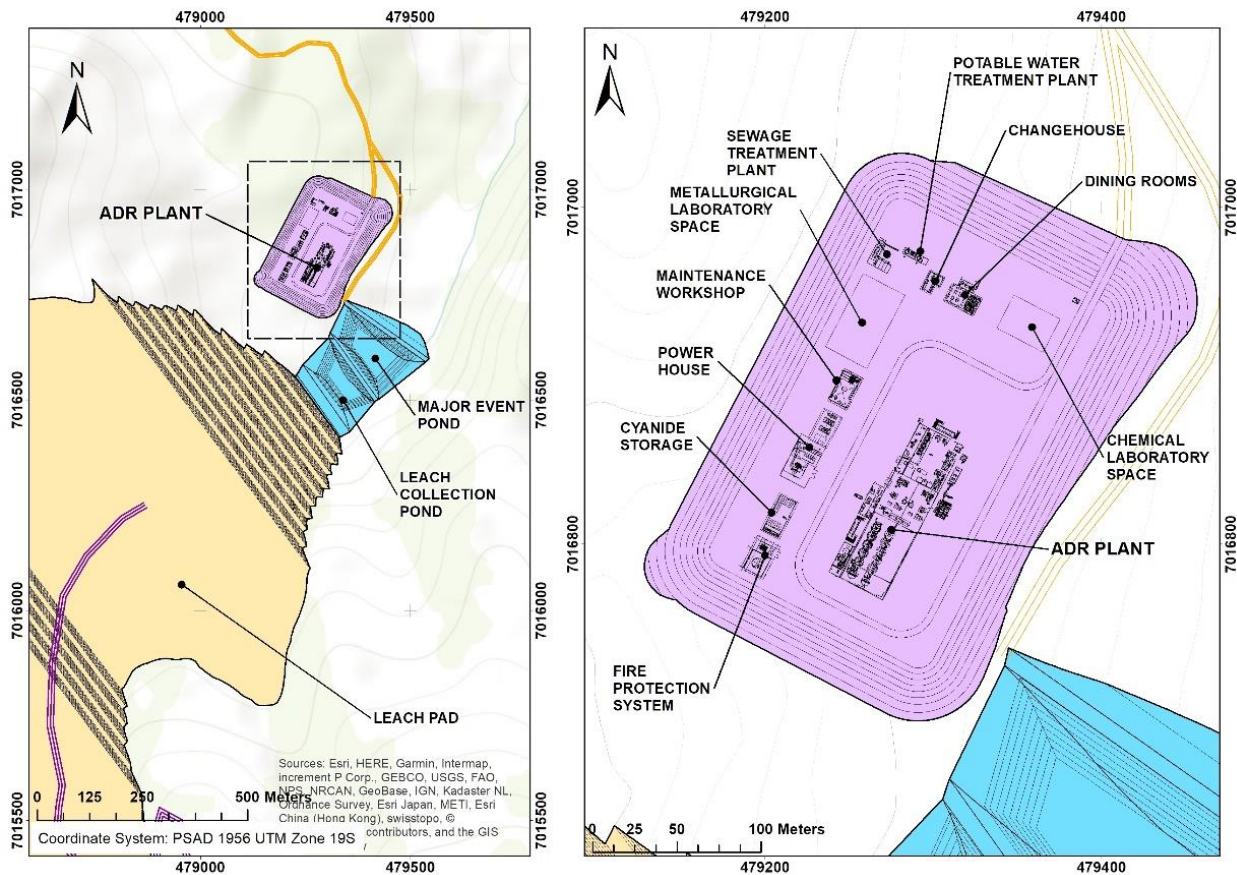 479000
479500
N
7017000
7016500
7016000
7015500
ADR PLANT
MAJOR EVENT
POND
LEACH
COLLECTION
POND
LEACH PAD
Sources: Esri, HERE, Garmin, Intermap,
increment P Corp., GEBCO, USGS, FAO,
NPS, NRCAN, GeoBase, IGN, Kadaster NL,
Ordnance Survey, Esri Japan, METI, Esri
China (Hong Kong), swisstopo, ©
contributors, and the GIS
0 125 250 500 Meters
Coordinate System: PSAD 1956 UTM Zone 19S
7017000
7016500
7016000
7015500
479000
479500
479200
479400
N
7017000
7016800
POTABLE WATER
TREATMENT PLANT
SEWAGE
TREATMENT
PLANT
CHANGEHOUSE
METALLURGICAL
LABORATORY
SPACE
DINING ROOMS
MAINTENANCE
WORKSHOP
POWER
HOUSE
CYANIDE
STORAGE
CHEMICAL
LABORATORY
SPACE
ADR PLANT
FIRE
PROTECTION
SYSTEM
0 25 50 100 Meters
7017000
7016800
479200
479400